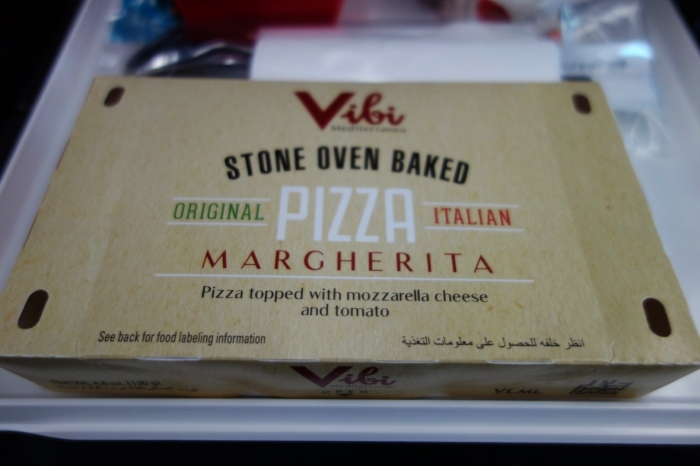 Vibi
STONE OVEN BAKED
ORIGINAL PIZZA ITALIAN
MARGHERITA
Pizza topped with mozzarella cheese
and tomato
See back for food labeling information
انظر خلفه للحصول على معلومات التغذية
Vibi
OPEN
VLML